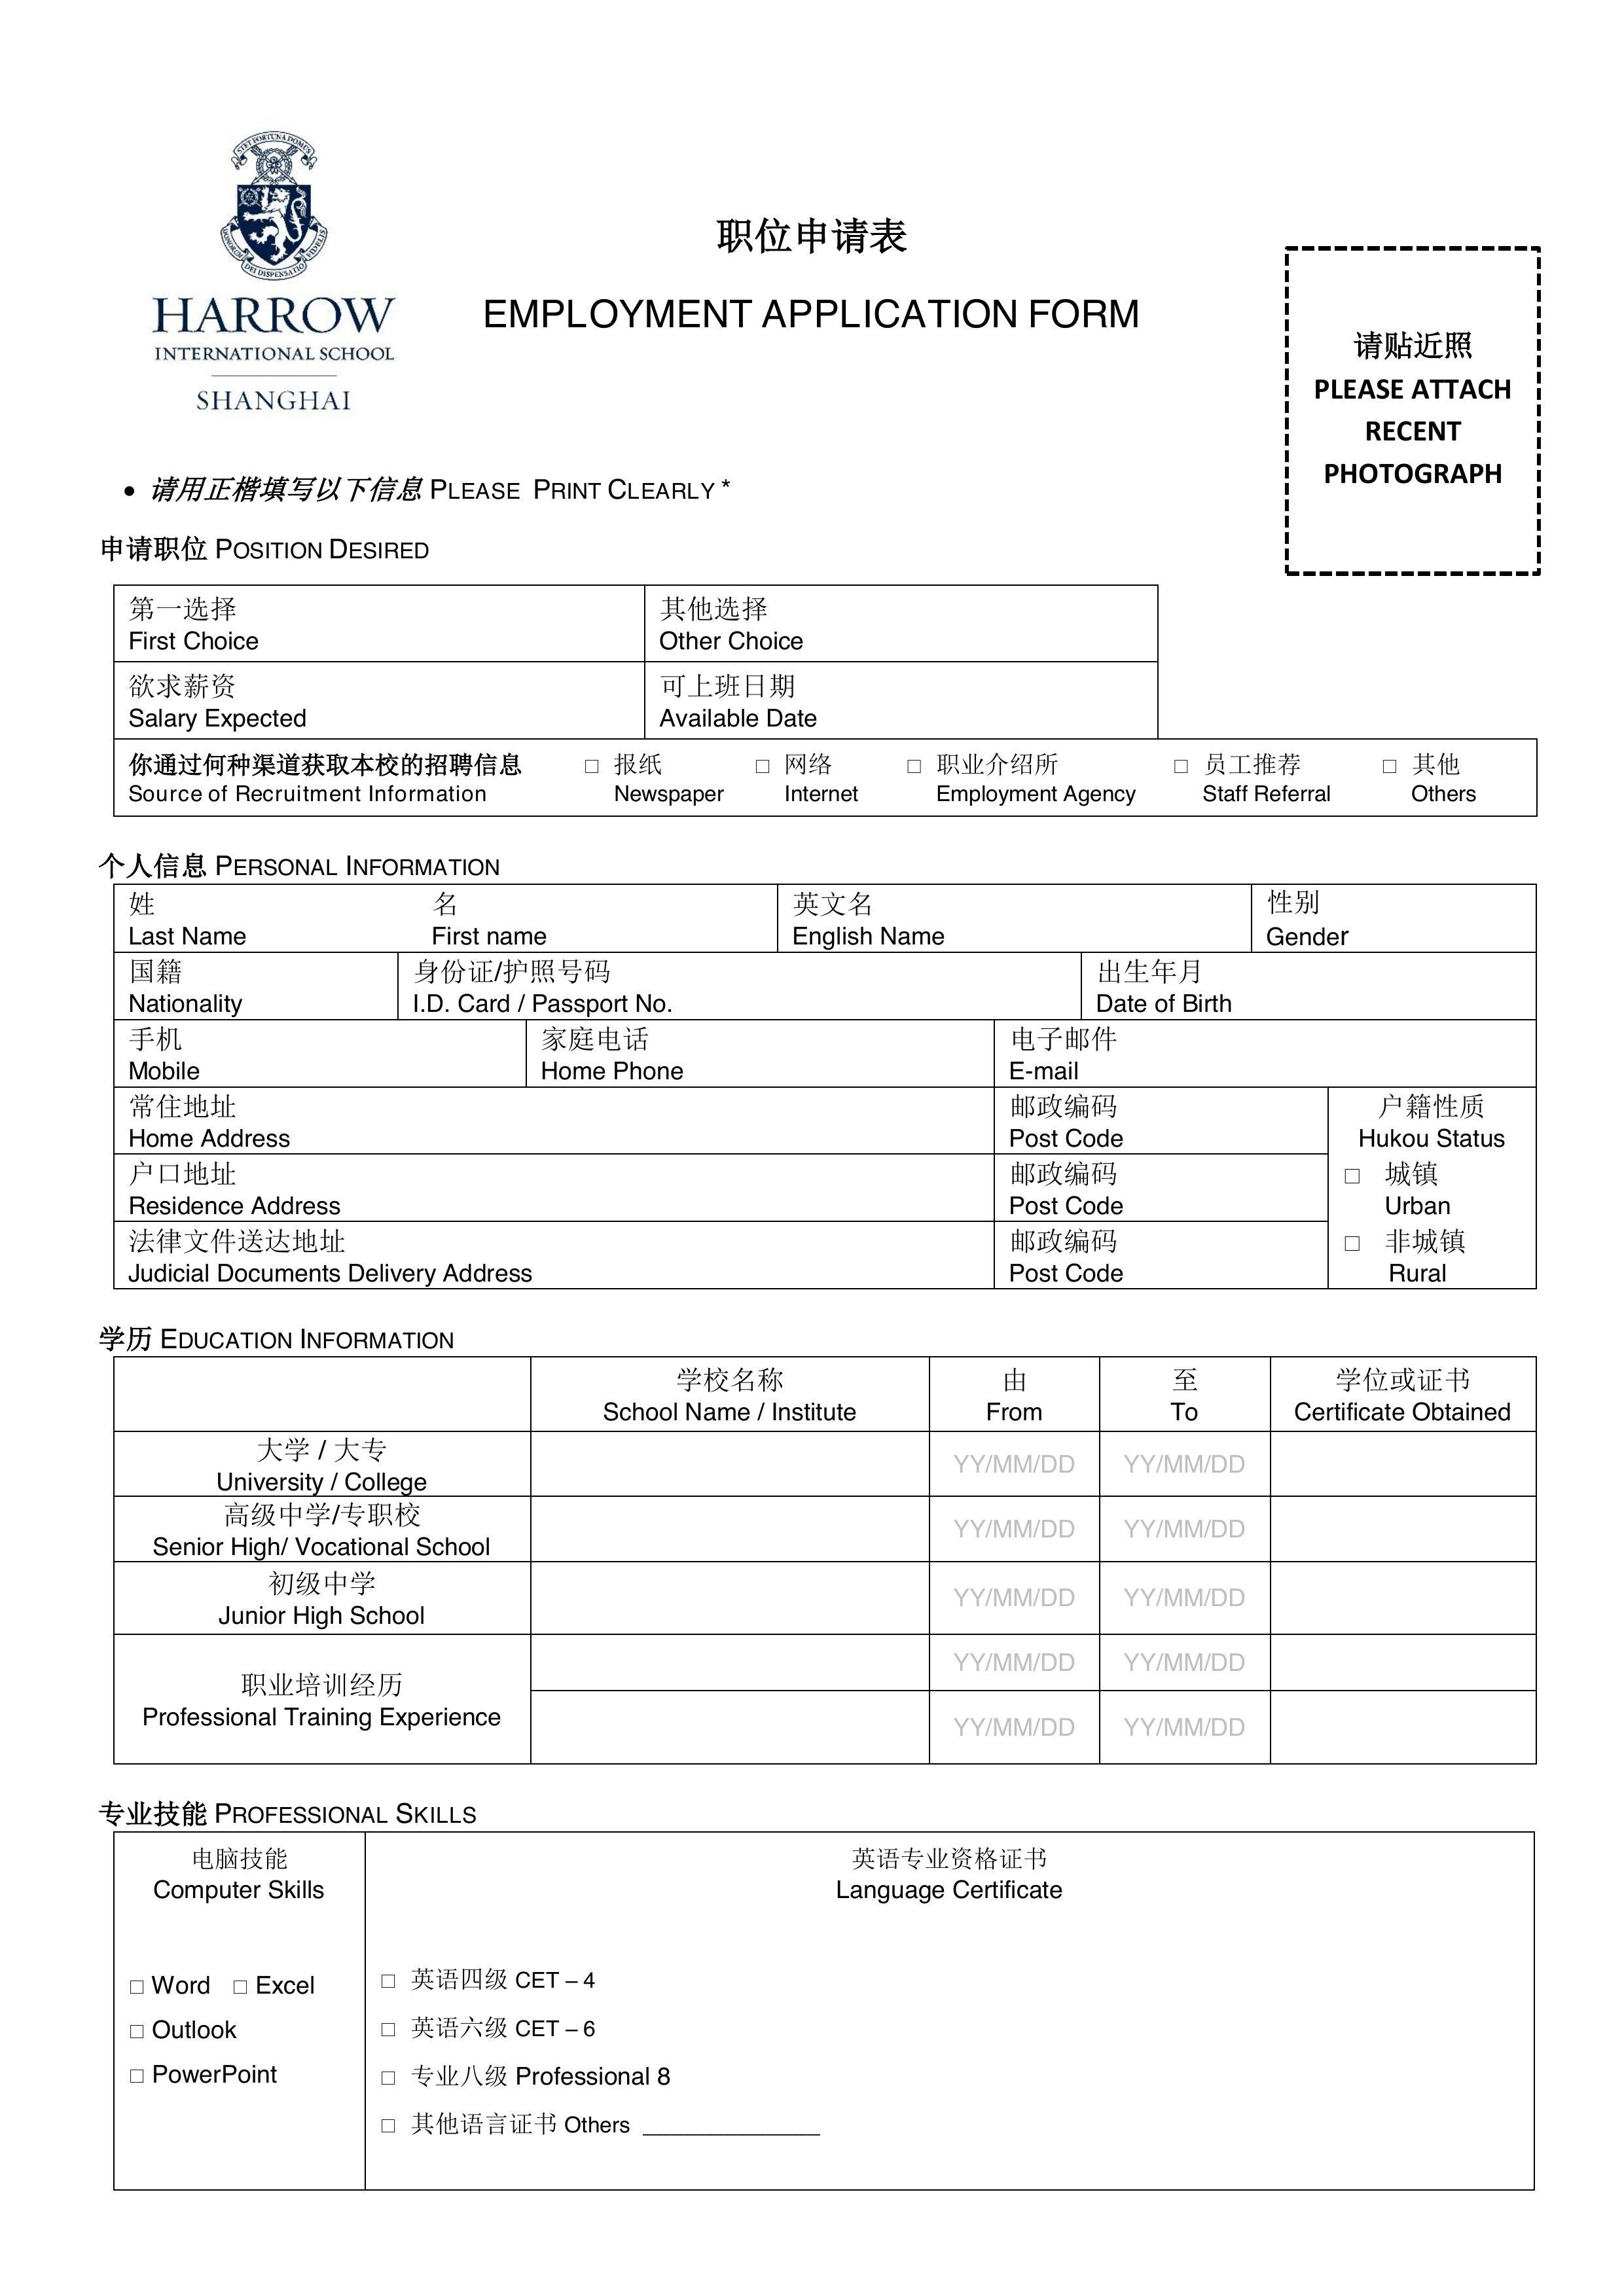 STET FORTUNA DOMUS
DONORUM DEI DISPENSATIO FIDELIS
HARROW
INTERNATIONAL SCHOOL
SHANGHAI
职位申请表
EMPLOYMENT APPLICATION FORM
请贴近照
PLEASE ATTACH
RECENT
PHOTOGRAPH
• 请用正楷填写以下信息 PLEASE PRINT CLEARLY *
申请职位 POSITION DESIRED
第一选择 其他选择
First Choice Other Choice
欲求薪资 可上班日期
Salary Expected Available Date
你通过何种渠道获取本校的招聘信息 □ 报纸 □ 网络 □ 职业介绍所 □ 员工推荐 □ 其他
Source of Recruitment Information Newspaper Internet Employment Agency Staff Referral Others
个人信息 PERSONAL INFORMATION
姓 名 英文名 性别
Last Name First name English Name Gender
国籍 身份证/护照号码 出生年月
Nationality I.D. Card / Passport No. Date of Birth
手机 家庭电话 电子邮件
Mobile Home Phone E-mail
常住地址 邮政编码 户籍性质
Home Address Post Code Hukou Status
户口地址 邮政编码 □ 城镇
Residence Address Post Code Urban
法律文件送达地址 邮政编码 □ 非城镇
Judicial Documents Delivery Address Post Code Rural
学历 EDUCATION INFORMATION
学校名称 由 至 学位或证书
School Name / Institute From To Certificate Obtained
大学 / 大专
University / College YY/MM/DD YY/MM/DD
高级中学/专职校
Senior High/ Vocational School YY/MM/DD YY/MM/DD
初级中学
Junior High School YY/MM/DD YY/MM/DD
YY/MM/DD YY/MM/DD
职业培训经历
Professional Training Experience
YY/MM/DD YY/MM/DD
专业技能 PROFESSIONAL SKILLS
电脑技能 英语专业资格证书
Computer Skills Language Certificate
□ Word □ Excel □ 英语四级 CET – 4
□ Outlook □ 英语六级 CET – 6
□ PowerPoint □ 专业八级 Professional 8
□ 其他语言证书 Others ______________